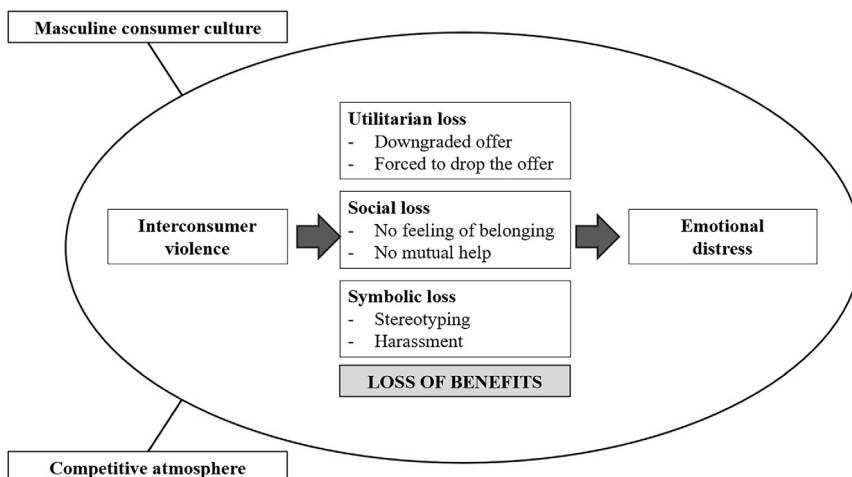 Masculine consumer culture
Utilitarian loss
- Downgraded offer
- Forced to drop the offer
Interconsumer
violence
Social loss
- No feeling of belonging
- No mutual help
Emotional
distress
Symbolic loss
- Stereotyping
- Harassment
LOSS OF BENEFITS
Competitive atmosphere